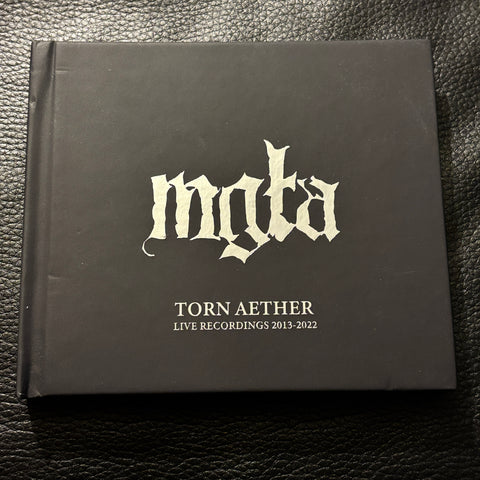 mgła
TORN AETHER
LIVE RECORDINGS 2013-2022